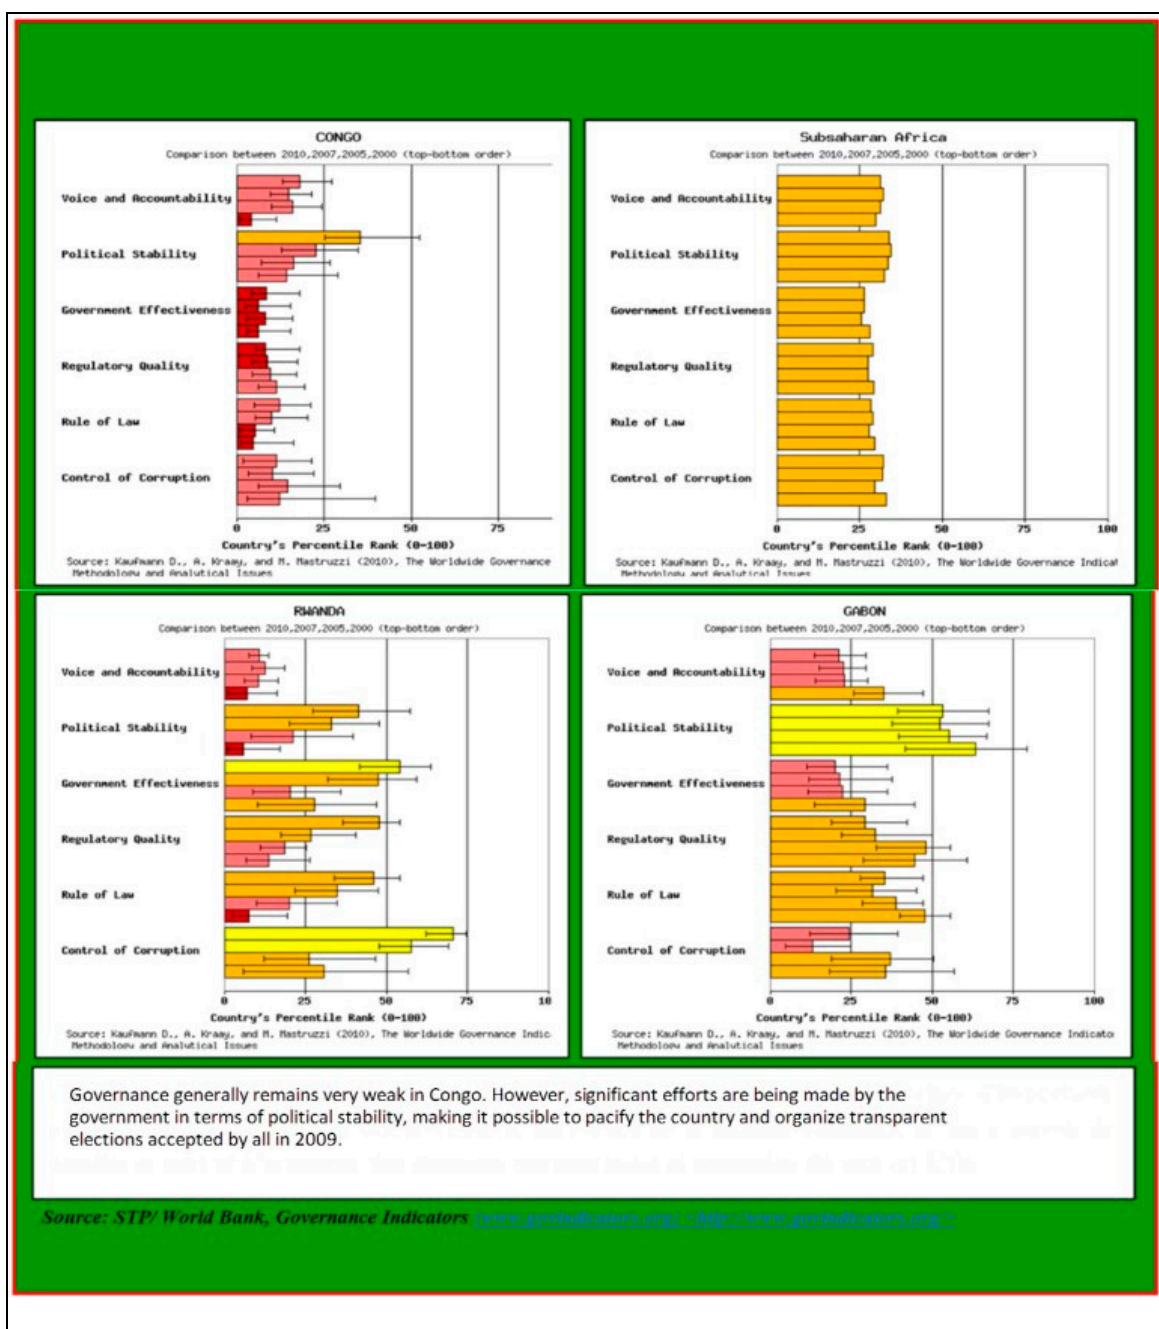 CONGO
Comparison between 2010,2007,2005,2000 (top-bottom order)
Voice and Accountability
Political Stability
Government Effectiveness
Regulatory Quality
Rule of Law
Control of Corruption
0 25 50 75
Country's Percentile Rank (0-100)
Source: Kaufmann D., A. Kraay, and M. Mastruzzi (2010), The Worldwide Governance
Methodology and Analytical Issues
Subsaharan Africa
Comparison between 2010,2007,2005,2000 (top-bottom order)
Voice and Accountability
Political Stability
Government Effectiveness
Regulatory Quality
Rule of Law
Control of Corruption
0 25 50 75 100
Country's Percentile Rank (0-100)
Source: Kaufmann D., A. Kraay, and M. Mastruzzi (2010), The Worldwide Governance Indicat
Methodology and Analytical Issues
RWANDA
Comparison between 2010,2007,2005,2000 (top-bottom order)
Voice and Accountability
Political Stability
Government Effectiveness
Regulatory Quality
Rule of Law
Control of Corruption
0 25 50 75 10
Country's Percentile Rank (0-100)
Source: Kaufmann D., A. Kraay, and M. Mastruzzi (2010), The Worldwide Governance Indic
Methodology and Analytical Issues
GABON
Comparison between 2010,2007,2005,2000 (top-bottom order)
Voice and Accountability
Political Stability
Government Effectiveness
Regulatory Quality
Rule of Law
Control of Corruption
0 25 50 75 100
Country's Percentile Rank (0-100)
Source: Kaufmann D., A. Kraay, and M. Mastruzzi (2010), The Worldwide Governance Indicato
Methodology and Analytical Issues
Governance generally remains very weak in Congo. However, significant efforts are being made by the
government in terms of political stability, making it possible to pacify the country and organize transparent
elections accepted by all in 2009.
Source: STP/ World Bank, Governance Indicators (www.govindicators.org) <http://www.govindicators.org/>